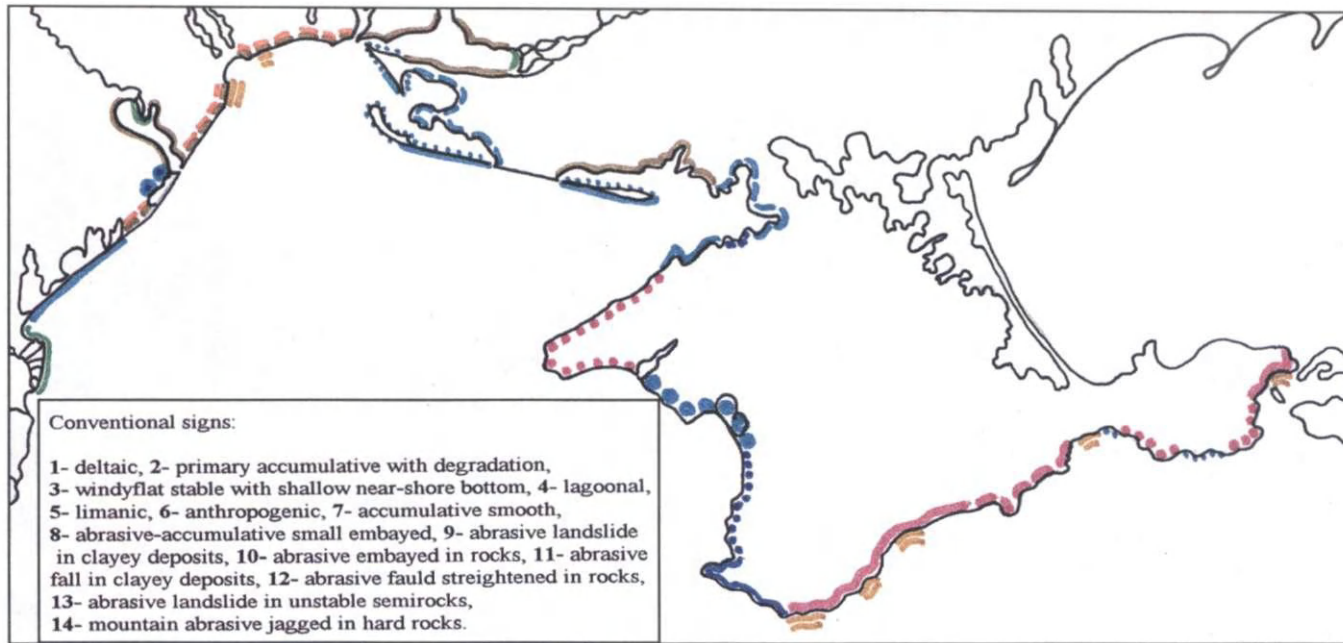 Conventional signs:
1- deltaic, 2- primary accumulative with degradation,
3- windyflat stable with shallow near-shore bottom, 4- lagoonal,
5- limanic, 6- anthropogenic, 7- accumulative smooth,
8- abrasive-accumulative small embayed, 9- abrasive landslide
in clayey deposits, 10- abrasive embayed in rocks, 11- abrasive
fall in clayey deposits, 12- abrasive fauld streightened in rocks,
13- abrasive landslide in unstable semirocks,
14- mountain abrasive jagged in hard rocks.